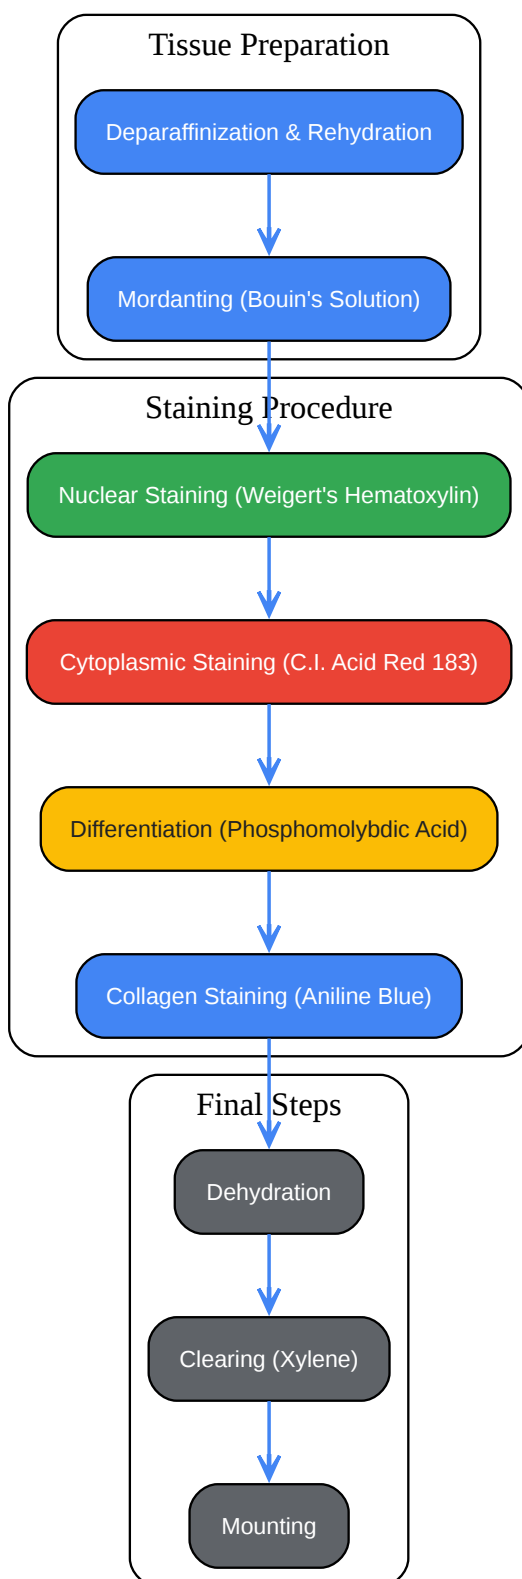 Tissue Preparation
Deparaffinization & Rehydration
Mordanting (Bouin's Solution)
Staining Procedure
Nuclear Staining (Weigert's Hematoxylin)
Cytoplasmic Staining (C.I. Acid Red 183)
Differentiation (Phosphomolybdic Acid)
Collagen Staining (Aniline Blue)
Final Steps
Dehydration
Clearing (Xylene)
Mounting